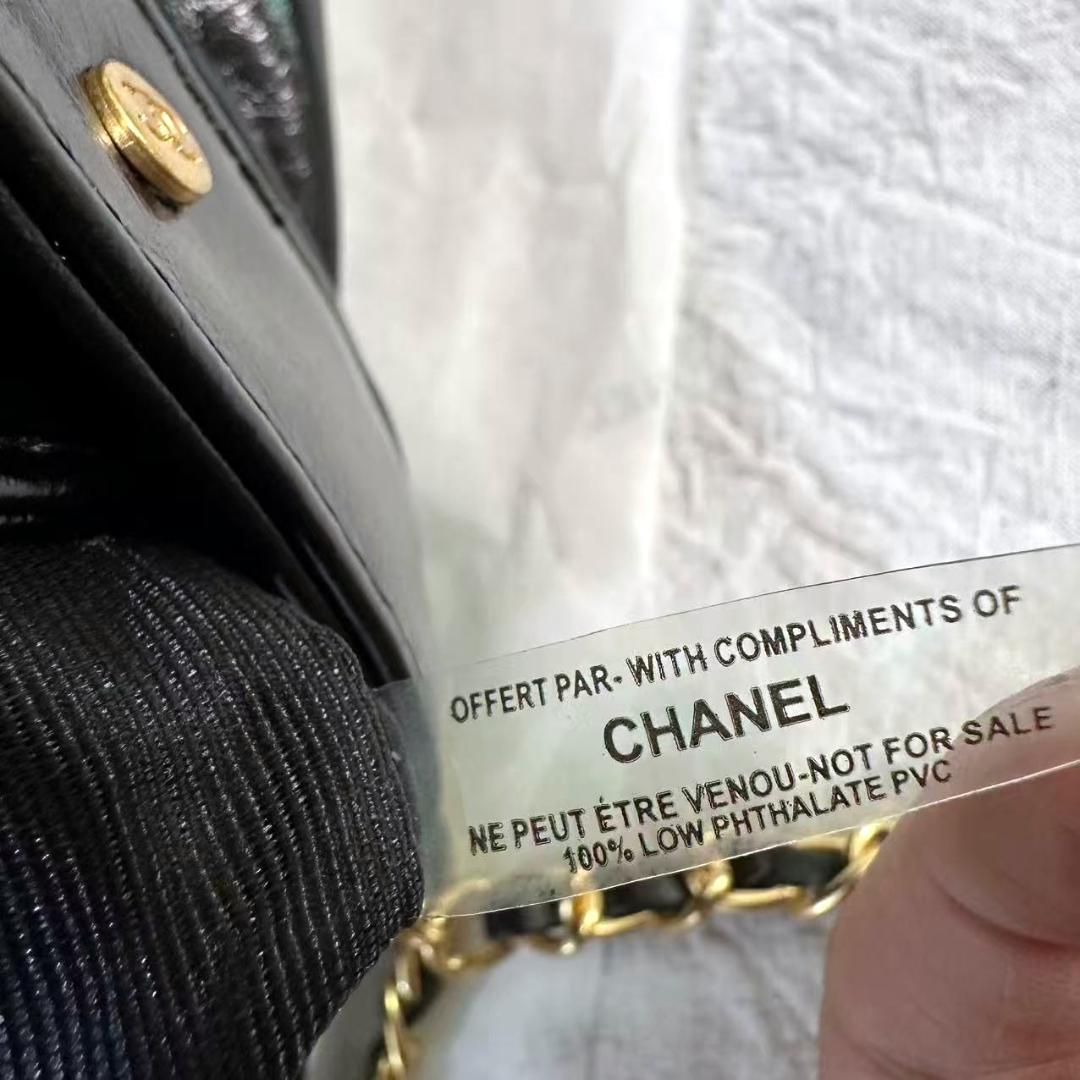 OFFERT PAR- WITH COMPLIMENTS OF
CHANEL
NE PEUT ÉTRE VENOU-NOT FOR SALE
100% LOW PHTHALATE PVC